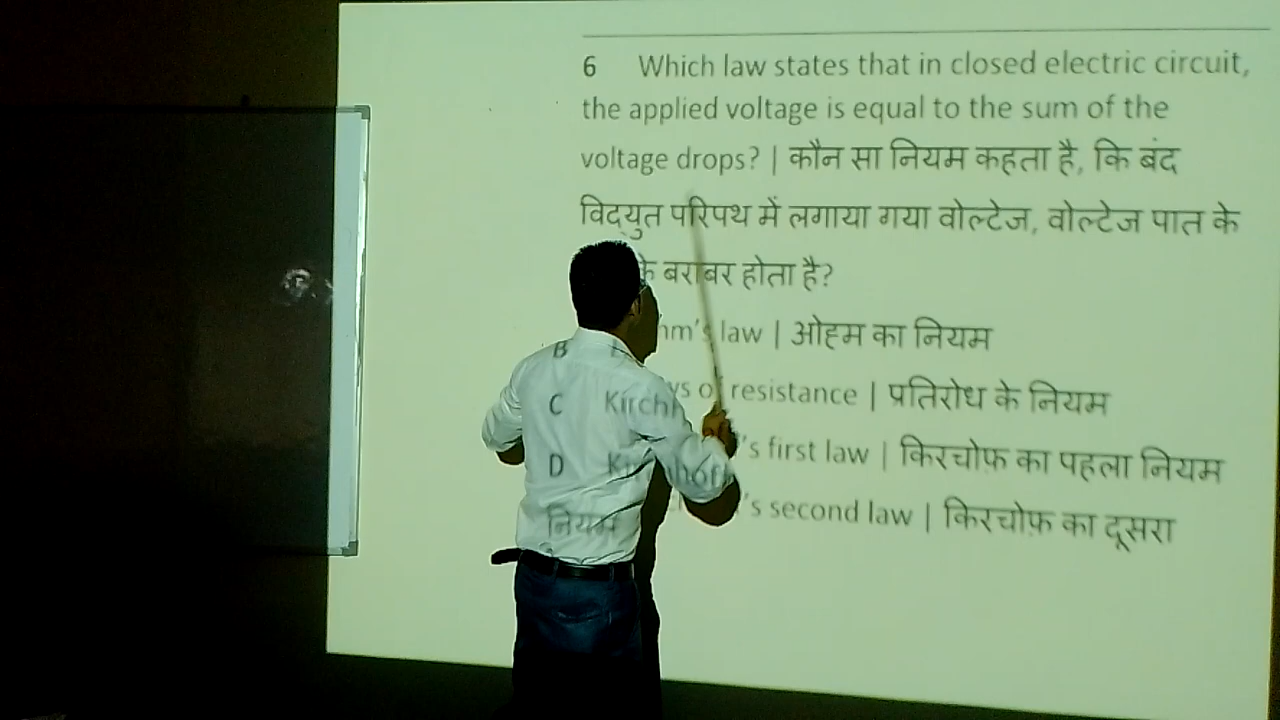 6 Which law states that in closed electric circuit,
the applied voltage is equal to the sum of the
voltage drops? | कौन सा नियम कहता है, कि बंद
विद्युत परिपथ में लगाया गया वोल्टेज, वोल्टेज पात के
के बराबर होता है?
law | ओह्म का नियम
B resistance | प्रतिरोध के नियम
C 's first law | किरचोफ का पहला नियम
D 's second law | किरचोफ़ का दूसरा
नियम